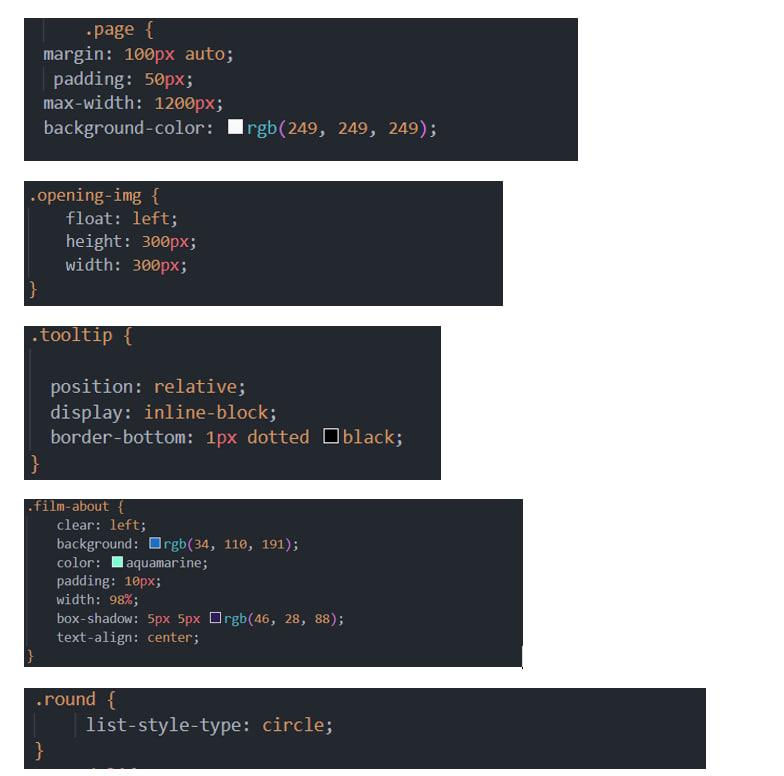 .page {
margin: 100px auto;
padding: 50px;
max-width: 1200px;
background-color: rgb(249, 249, 249);
.opening-img {
float: left;
height: 300px;
width: 300px;
}
.tooltip {
position: relative;
display: inline-block;
border-bottom: 1px dotted black;
}
.film-about {
clear: left;
background: rgb(34, 110, 191);
color: aquamarine;
padding: 10px;
width: 98%;
box-shadow: 5px 5px rgb(46, 28, 88);
text-align: center;
}
.round {
list-style-type: circle;
}